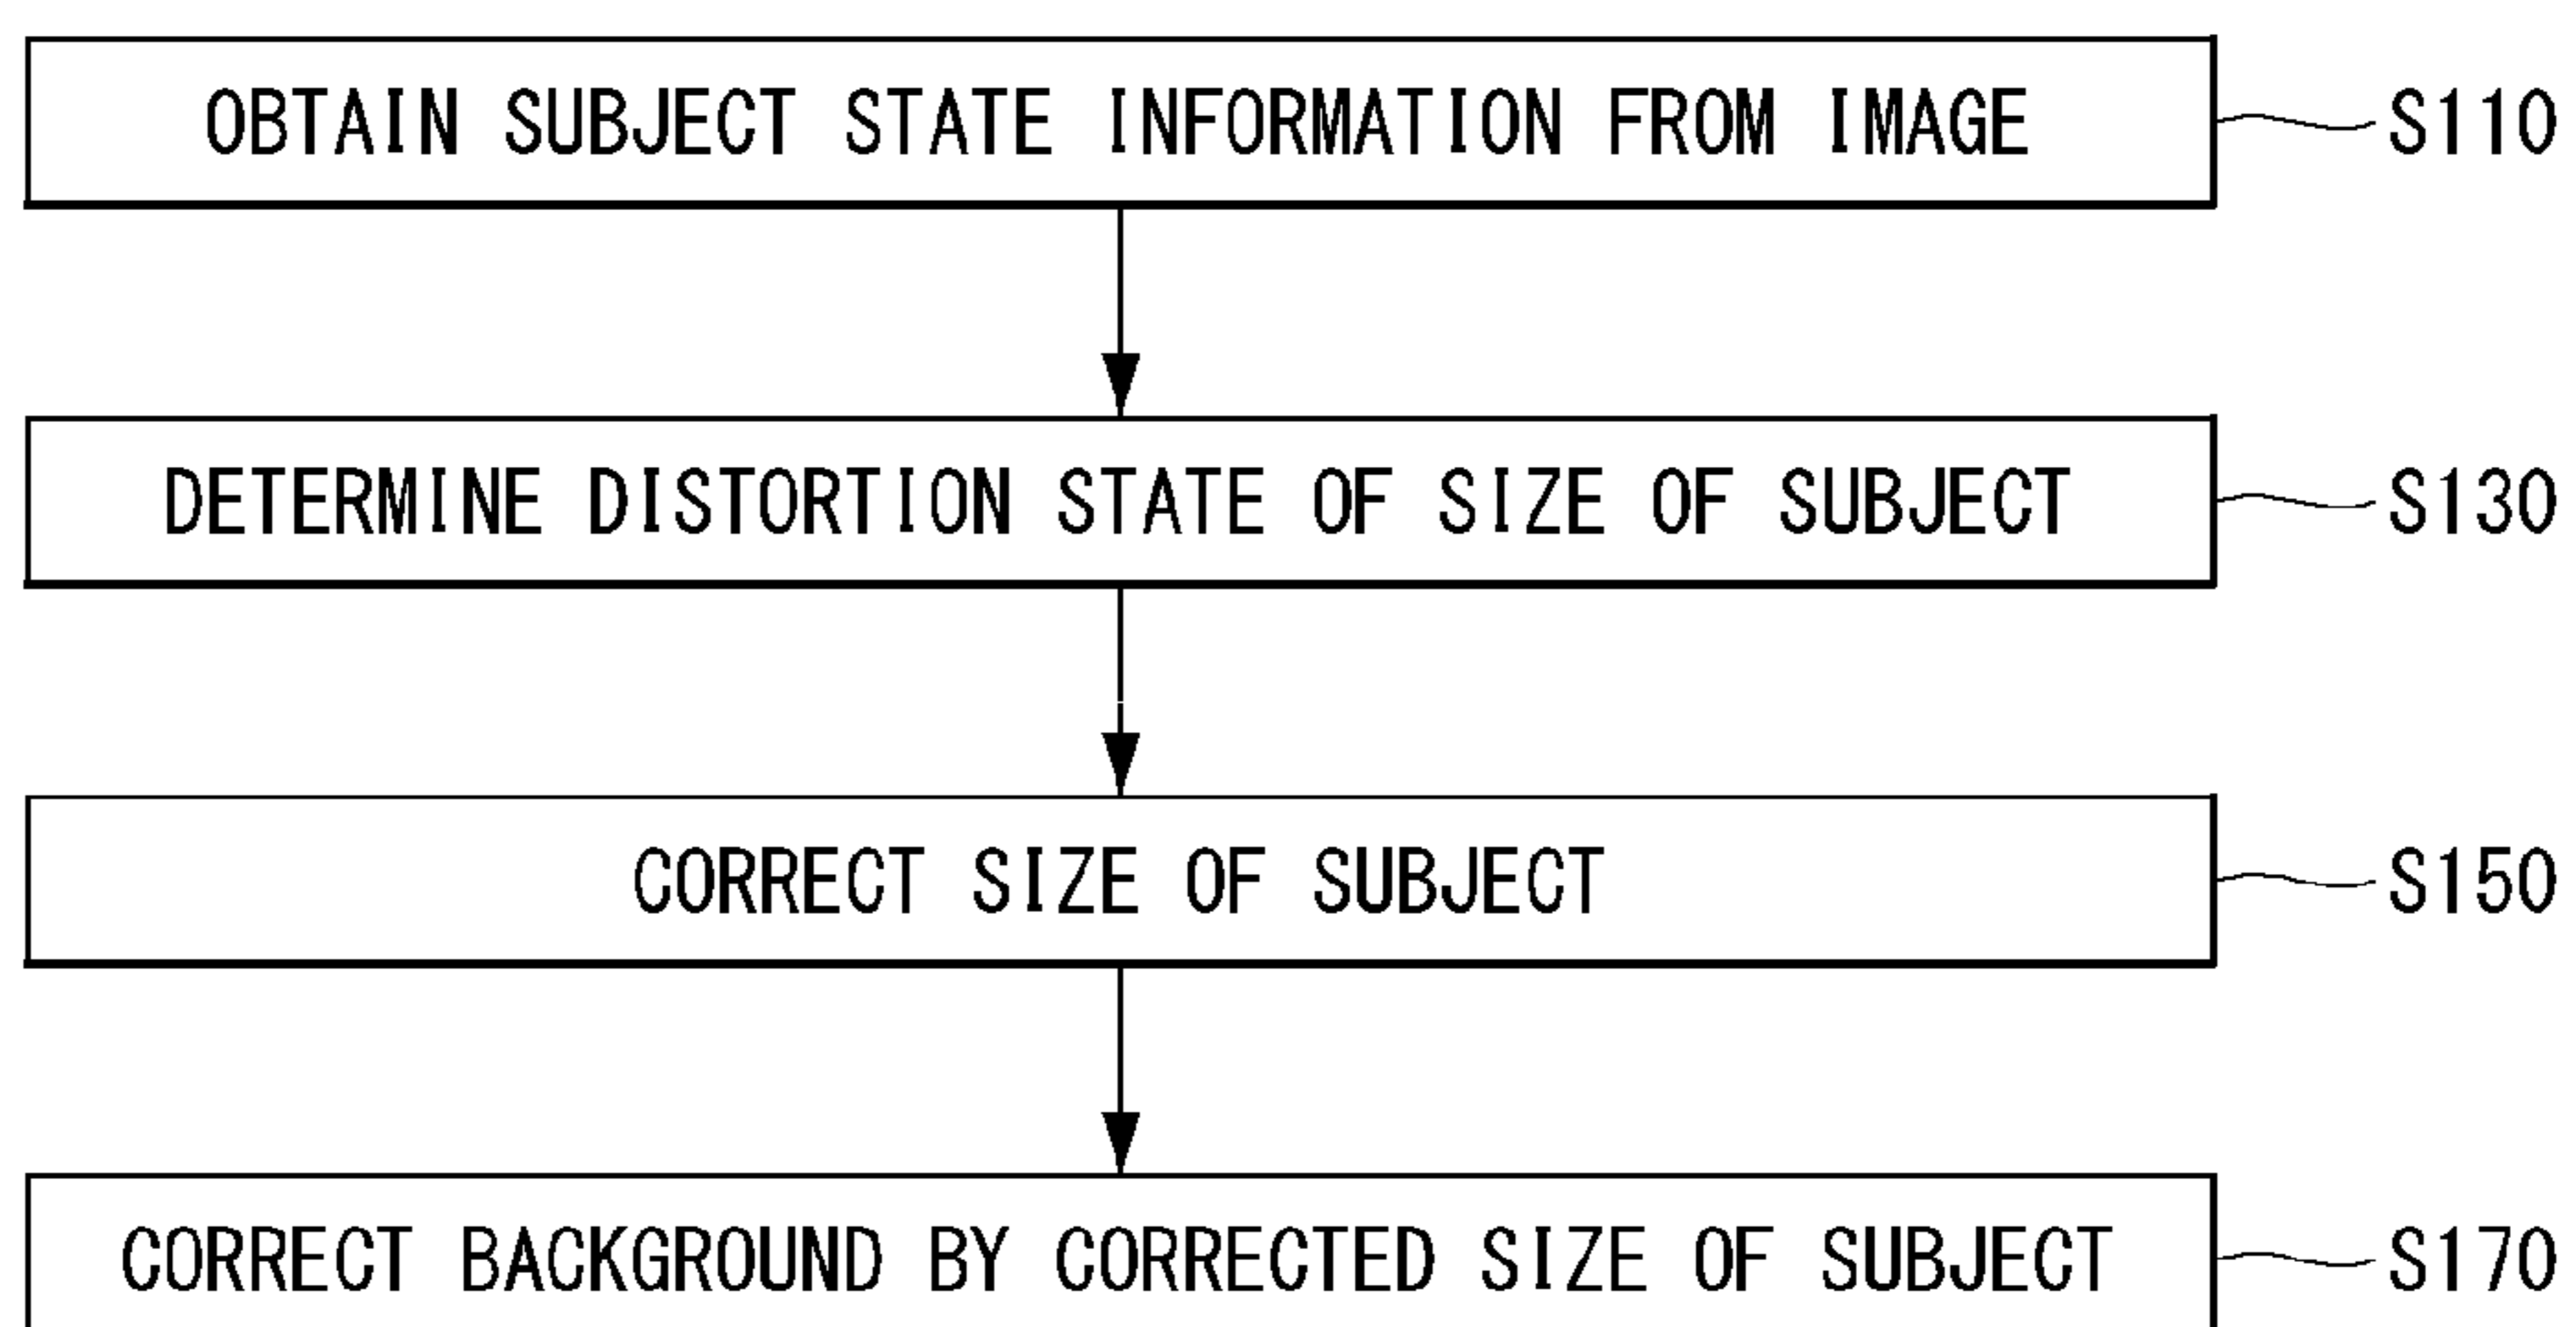 OBTAIN SUBJECT STATE INFORMATION FROM IMAGE S110
DETERMINE DISTORTION STATE OF SIZE OF SUBJECT S130
CORRECT SIZE OF SUBJECT S150
CORRECT BACKGROUND BY CORRECTED SIZE OF SUBJECT S170